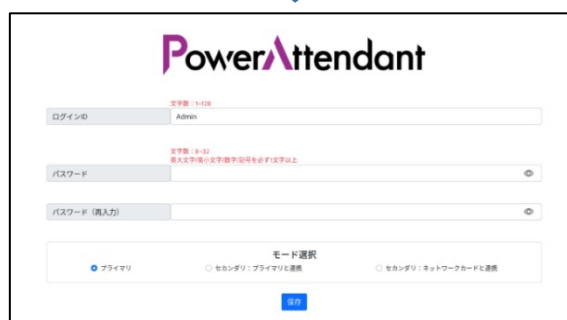 PowerAttendant
文字数：1~128
ログインID
Admin
文字数：8~32
英大文字/英小文字/数字/記号を必ず1文字以上
パスワード
パスワード（再入力）
モード選択
プライマリ
セカンダリ：プライマリと連携
セカンダリ：ネットワークカードと連携
保存